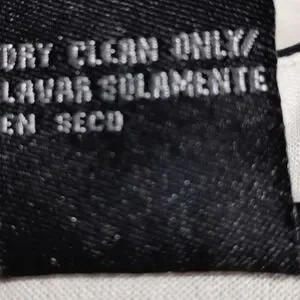 DRY CLEAN ONLY/
LAVAR SOLAMENTE
EN SECO